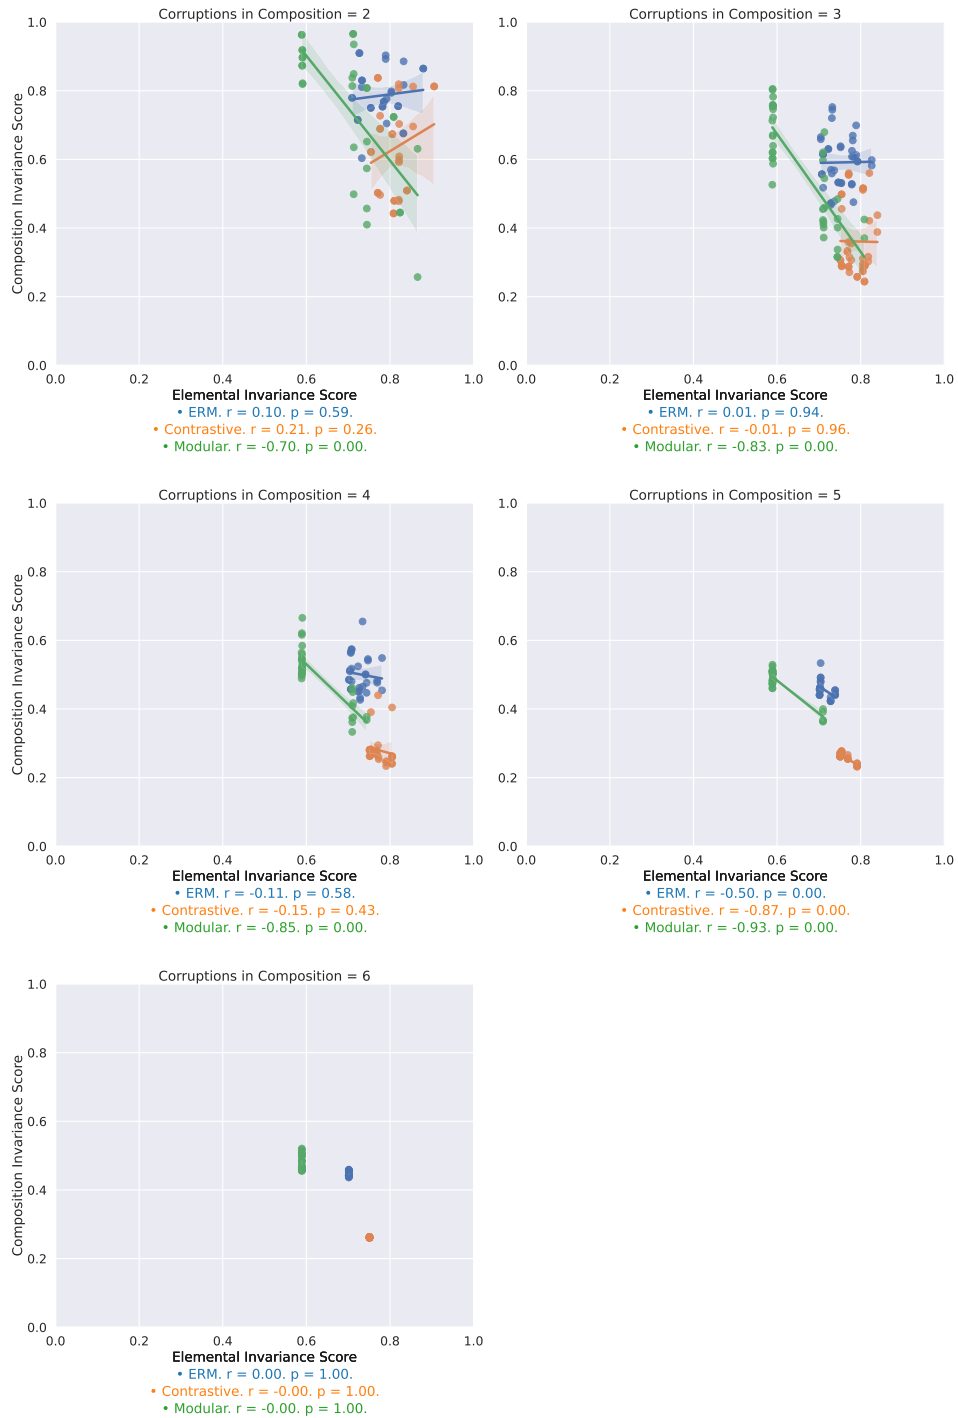 Corruptions in Composition = 2
Corruptions in Composition = 3
1.0
0.8
0.6
0.4
0.2
0.0
Composition Invariance Score
0.0 0.2 0.4 0.6 0.8 1.0
Elemental Invariance Score
• ERM. r = 0.10. p = 0.59.
• Contrastive. r = 0.21. p = 0.26.
• Modular. r = -0.70. p = 0.00.
1.0
0.8
0.6
0.4
0.2
0.0
0.0 0.2 0.4 0.6 0.8 1.0
Elemental Invariance Score
• ERM. r = 0.01. p = 0.94.
• Contrastive. r = -0.01. p = 0.96.
• Modular. r = -0.83. p = 0.00.
Corruptions in Composition = 4
1.0
0.8
0.6
0.4
0.2
0.0
Composition Invariance Score
0.0 0.2 0.4 0.6 0.8 1.0
Elemental Invariance Score
• ERM. r = -0.11. p = 0.58.
• Contrastive. r = -0.15. p = 0.43.
• Modular. r = -0.85. p = 0.00.
Corruptions in Composition = 5
1.0
0.8
0.6
0.4
0.2
0.0
0.0 0.2 0.4 0.6 0.8 1.0
Elemental Invariance Score
• ERM. r = -0.50. p = 0.00.
• Contrastive. r = -0.87. p = 0.00.
• Modular. r = -0.93. p = 0.00.
Corruptions in Composition = 6
1.0
0.8
0.6
0.4
0.2
0.0
Composition Invariance Score
0.0 0.2 0.4 0.6 0.8 1.0
Elemental Invariance Score
• ERM. r = 0.00. p = 1.00.
• Contrastive. r = -0.00. p = 1.00.
• Modular. r = -0.00. p = 1.00.